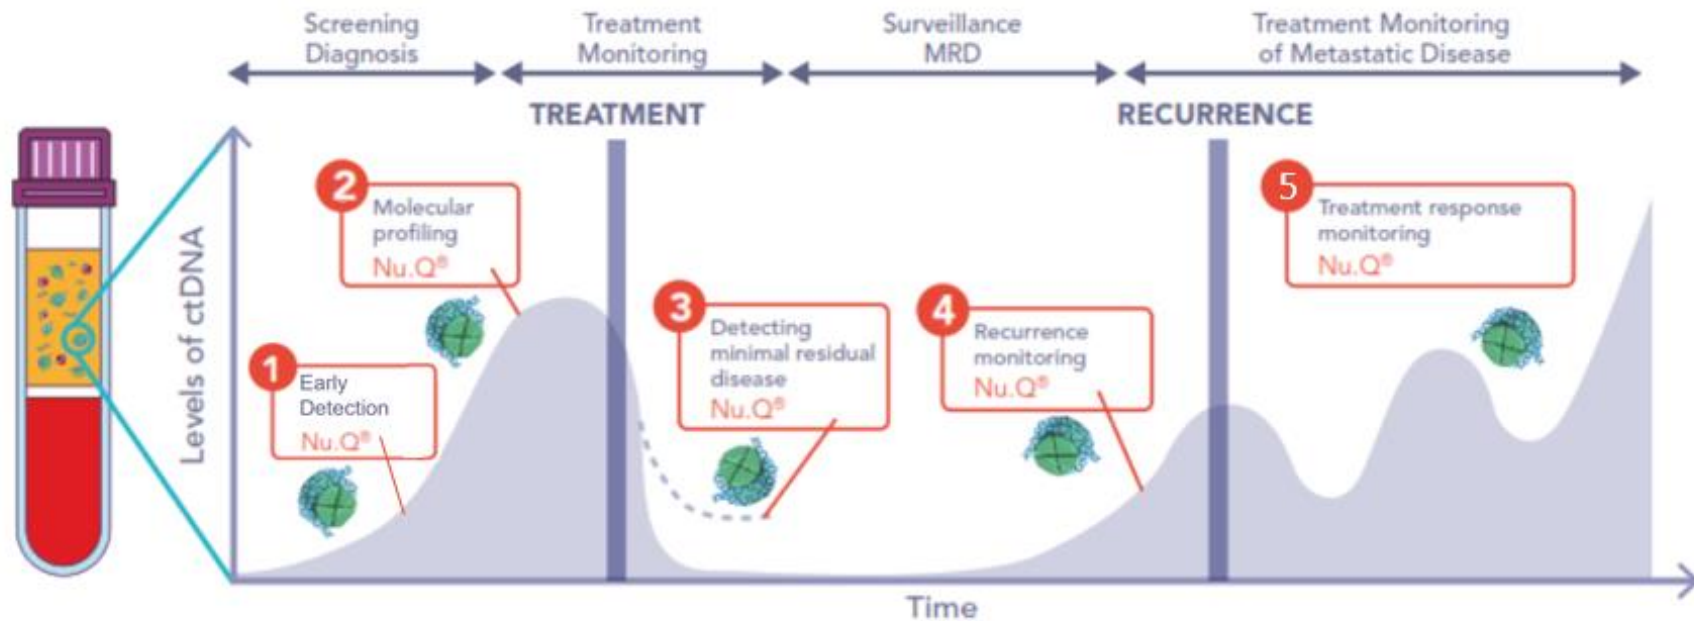 Screening
Diagnosis
Treatment
Monitoring
Surveillance
MRD
Treatment Monitoring
of Metastatic Disease
TREATMENT
RECURRENCE
Levels of ctDNA
1
Early
Detection
Nu.Q®
2
Molecular
profiling
Nu.Q®
3
Detecting
minimal residual
disease
Nu.Q®
4
Recurrence
monitoring
Nu.Q®
5
Treatment response
monitoring
Nu.Q®
Time